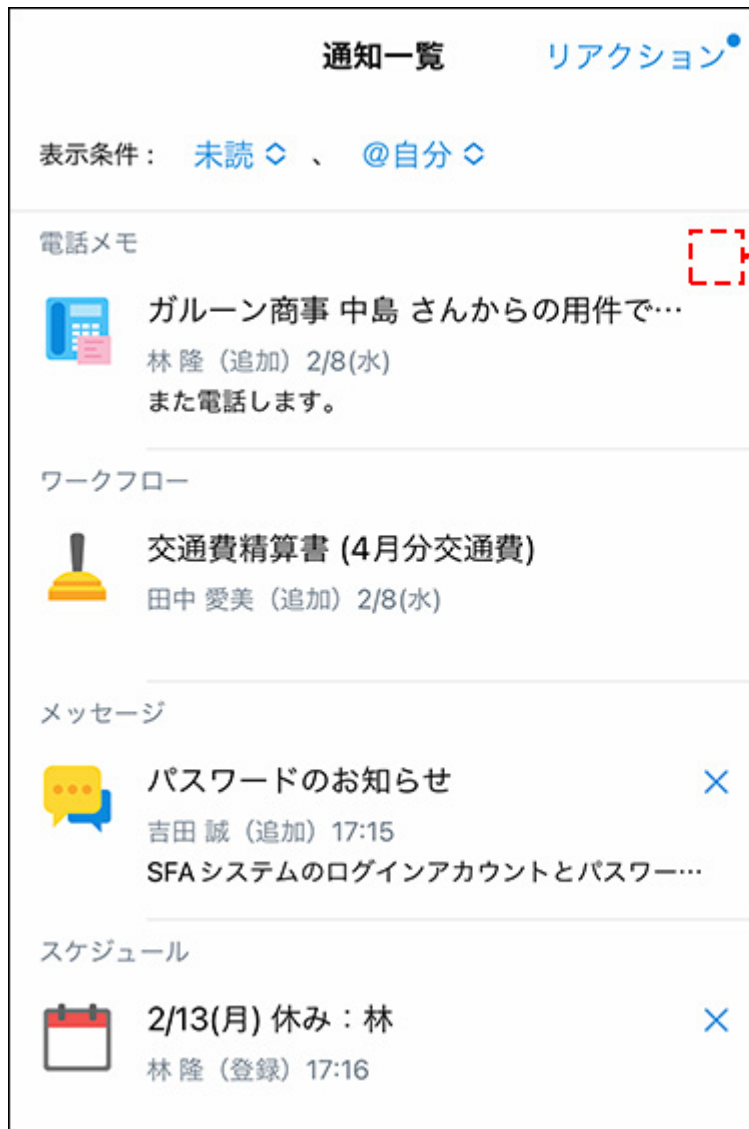 通知一覧 リアクション
表示条件： 未読 、 @自分
電話メモ
ガルーン商事 中島 さんからの用件で…
林 隆（追加）2/8(水)
また電話します。
ワークフロー
交通費精算書 (4月分交通費)
田中 愛美（追加）2/8(水)
メッセージ
パスワードのお知らせ
吉田 誠（追加）17:15
SFAシステムのログインアカウントとパスワー…
スケジュール
2/13(月) 休み：林
林 隆（登録）17:16